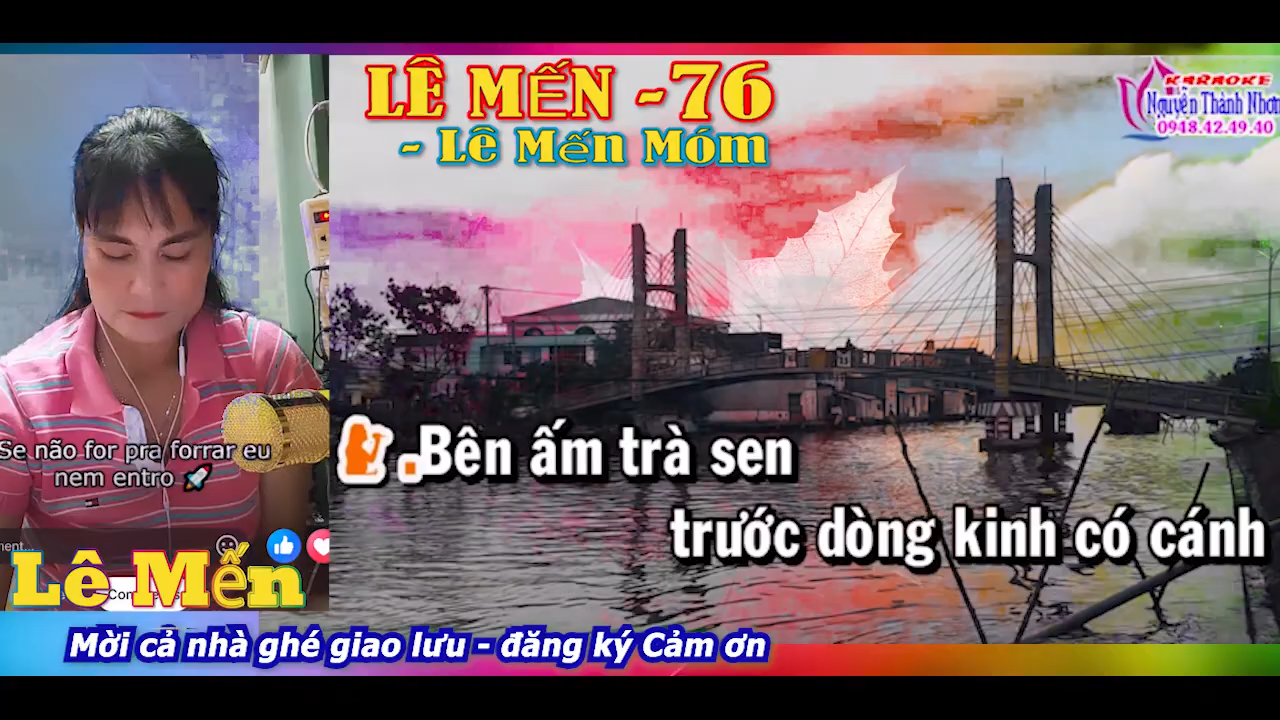 LÊ MẾN -76
- Lê Mến Móm
KARAOKE
Nguyễn Thành Nhơn
0948.42.49.40
.Bên ấm trà sen
trước dòng kinh có cánh
Se não for pra forrar eu
nem entro 🚀
Lê Mến
Mời cả nhà ghé giao lưu - đăng ký Cảm ơn